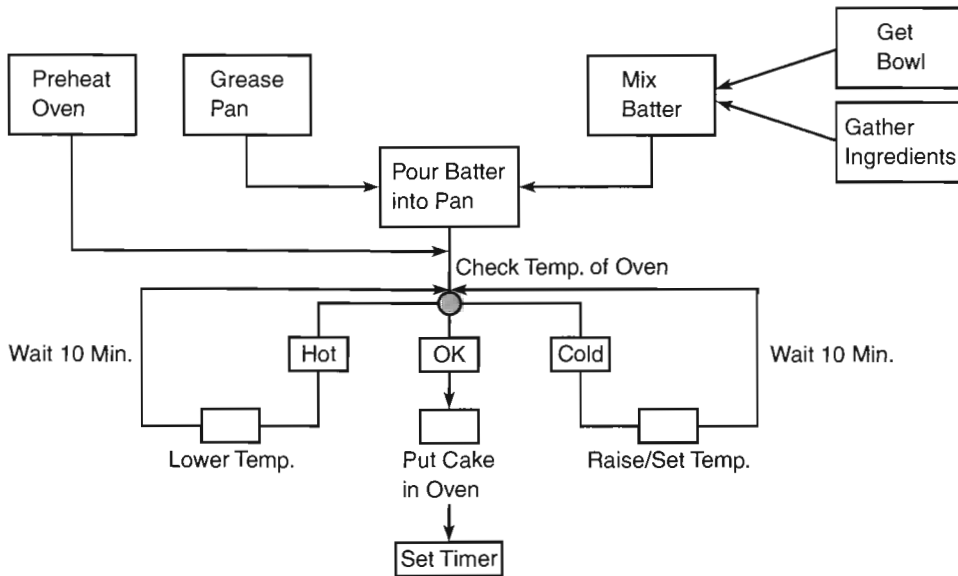 Preheat
Oven
Grease
Pan
Mix
Batter
Get
Bowl
Gather
Ingredients
Pour Batter
into Pan
Check Temp. of Oven
Wait 10 Min.
Hot
OK
Cold
Wait 10 Min.
Lower Temp.
Put Cake
in Oven
Raise/Set Temp.
Set Timer